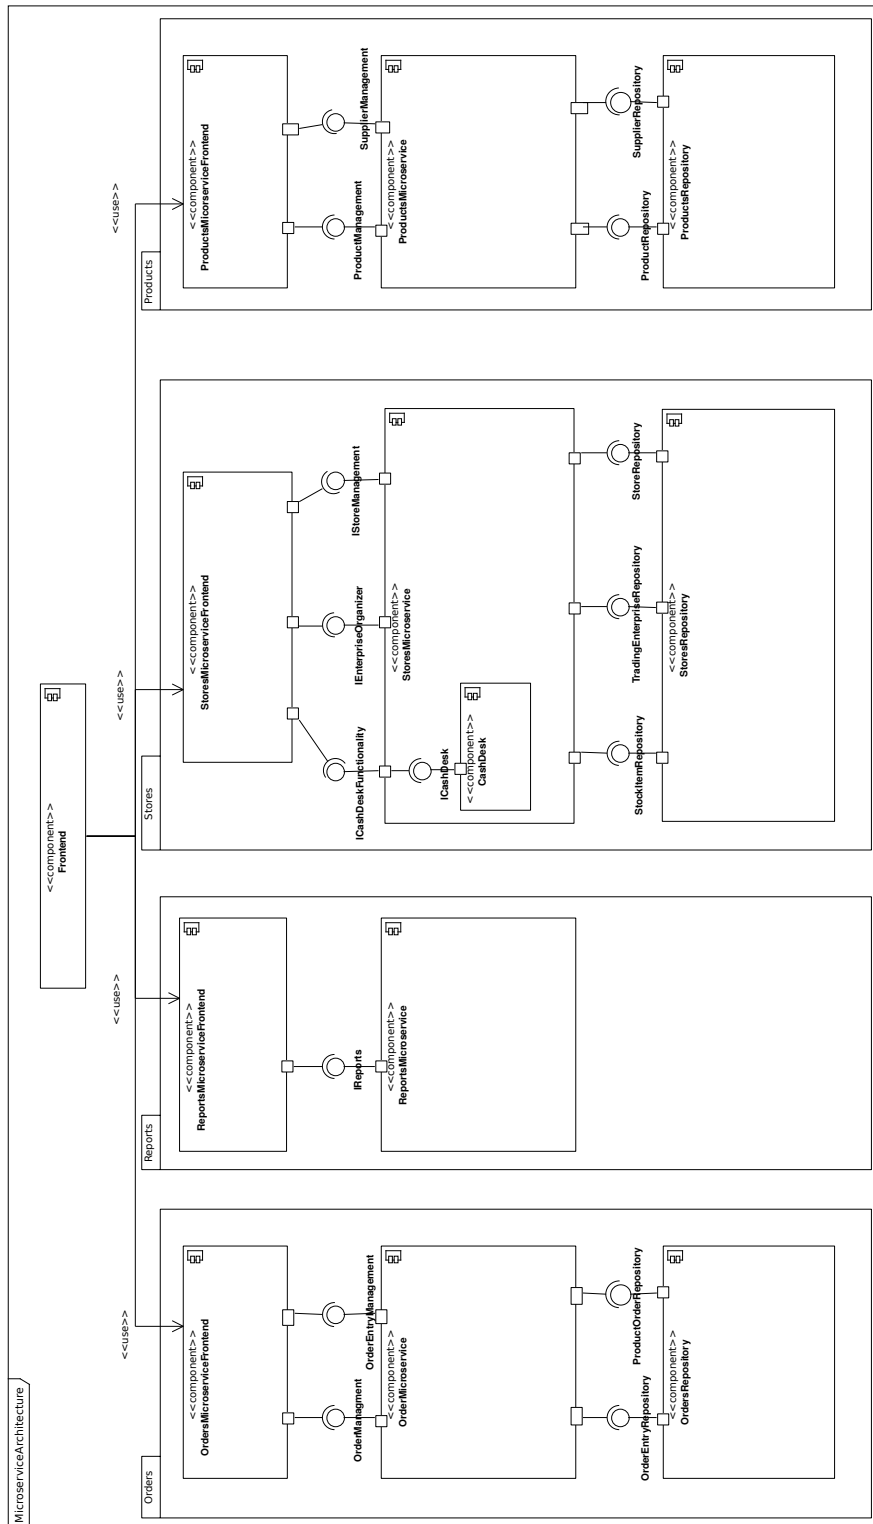 MicroserviceArchitecture
<<component>>
Frontend
<<use>>
<<use>>
<<use>>
<<use>>
Orders
<<component>>
OrdersMicroserviceFrontend
OrderManagment
OrderEntryManagement
<<component>>
OrderMicroservice
OrderEntryRepository
ProductOrderRepository
<<component>>
OrdersRepository
Reports
<<component>>
ReportsMicroserviceFrontend
IReports
<<component>>
ReportsMicroservice
Stores
<<component>>
StoresMicroserviceFrontend
ICashDeskFunctionality
IEnterpriseOrganizer
IStoreManagement
<<component>>
StoresMicroservice
ICashDesk
<<component>>
CashDesk
StockItemRepository
TradingEnterpriseRepository
StoreRepository
<<component>>
StoresRepository
Products
<<component>>
ProductsMicorserviceFrontend
ProductManagement
SupplierManagement
<<component>>
ProductsMicroservice
ProductRepository
SupplierRepository
<<component>>
ProductsRepository